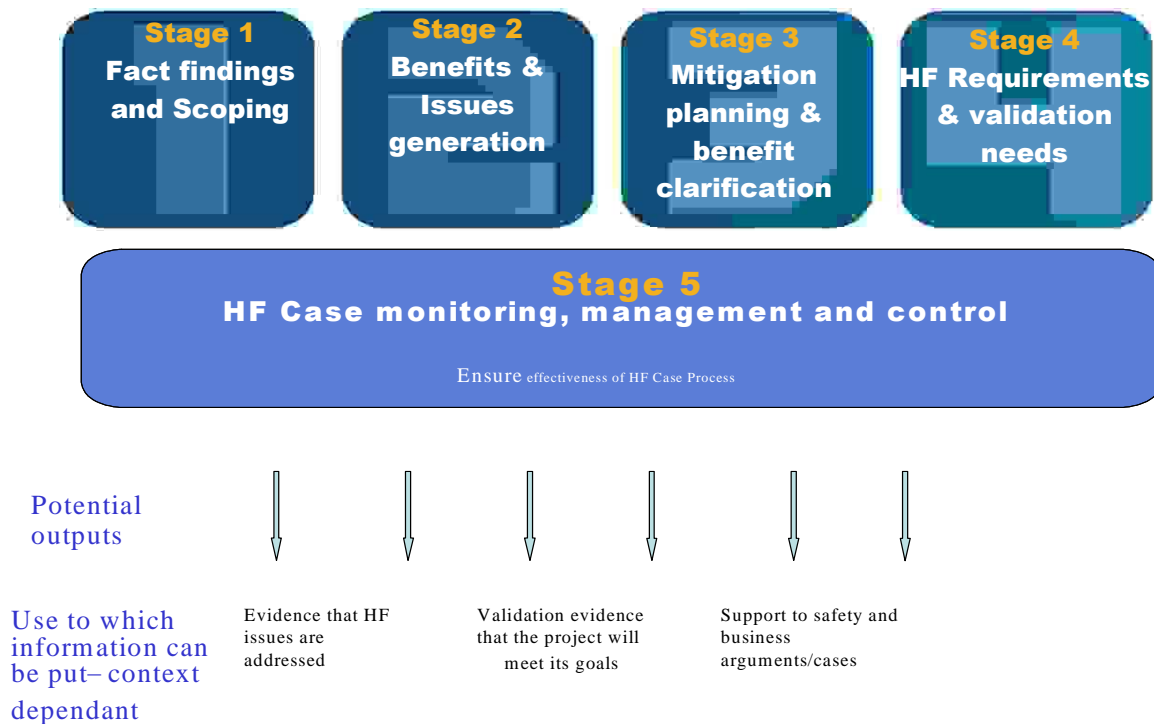 Stage 1
Fact findings
and Scoping
Stage 2
Benefits &
Issues
generation
Stage 3
Mitigation
planning &
benefit
clarification
Stage 4
HF Requirements
& validation
needs
Stage 5
HF Case monitoring, management and control
Ensure effectiveness of HF Case Process
Potential
outputs
Use to which
information can
be put– context
dependant
Evidence that HF
issues are
addressed
Validation evidence
that the project will
meet its goals
Support to safety and
business
arguments/cases